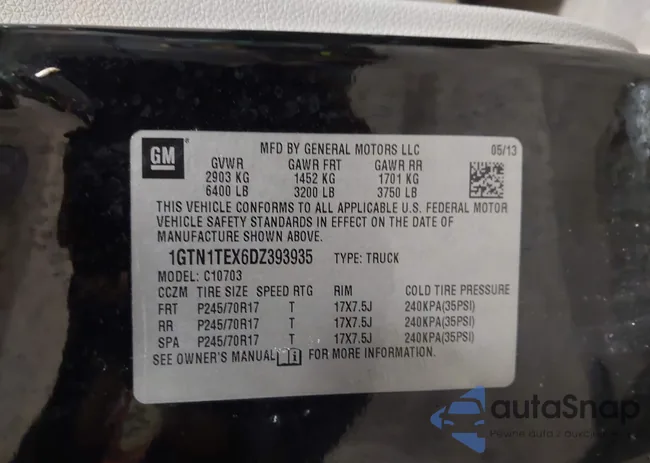 GM
MFD BY GENERAL MOTORS LLC 05/13
GVWR GAWR FRT GAWR RR
2903 KG 1452 KG 1701 KG
6400 LB 3200 LB 3750 LB
THIS VEHICLE CONFORMS TO ALL APPLICABLE U.S. FEDERAL MOTOR
VEHICLE SAFETY STANDARDS IN EFFECT ON THE DATE OF
MANUFACTURE SHOWN ABOVE.
1GTN1TEX6DZ393935 TYPE: TRUCK
MODEL: C10703
CCZM TIRE SIZE SPEED RTG RIM COLD TIRE PRESSURE
FRT P245/70R17 T 17X7.5J 240KPA(35PSI)
RR P245/70R17 T 17X7.5J 240KPA(35PSI)
SPA P245/70R17 T 17X7.5J 240KPA(35PSI)
SEE OWNER'S MANUAL FOR MORE INFORMATION.
autaSnap
Pewne auta z aukcji